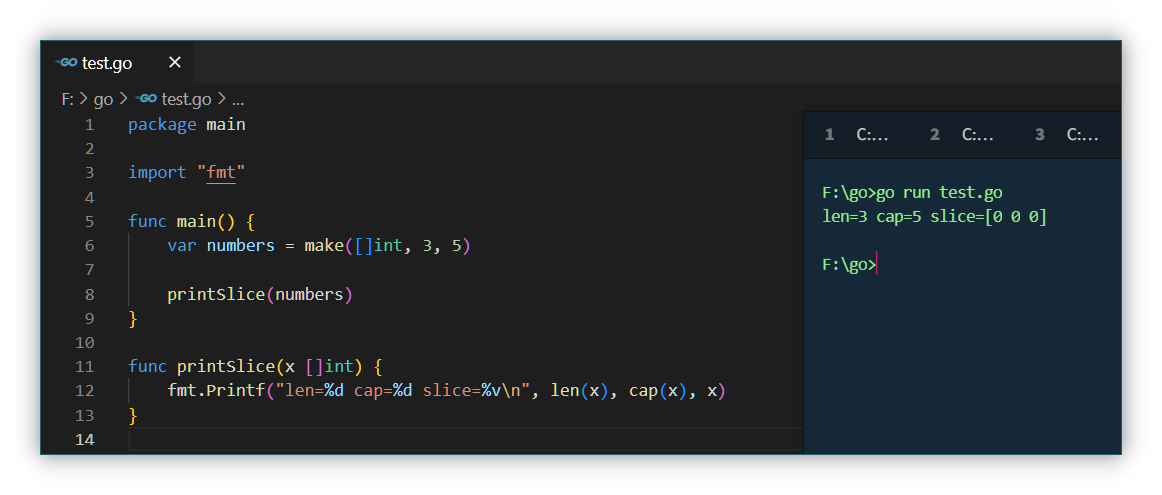 GO test.go ×
F: > go > GO test.go > ...
1 package main
2
3 import "fmt"
4
5 func main() {
6     var numbers = make([]int, 3, 5)
7
8     printSlice(numbers)
9 }
10
11 func printSlice(x []int) {
12     fmt.Printf("len=%d cap=%d slice=%v\n", len(x), cap(x), x)
13 }
14
1 C:... 2 C:... 3 C:...
F:\go>go run test.go
len=3 cap=5 slice=[0 0 0]
F:\go>